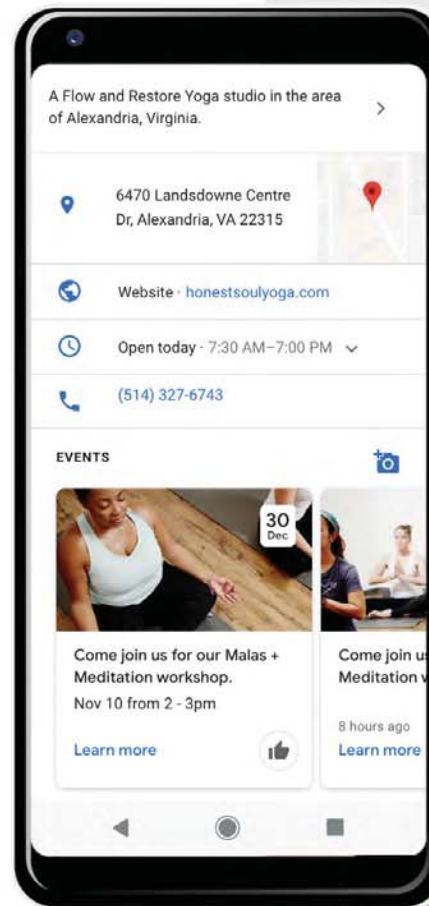 A Flow and Restore Yoga studio in the area
of Alexandria, Virginia.
6470 Landsdowne Centre
Dr, Alexandria, VA 22315
Website · honestsoulyoga.com
Open today · 7:30 AM–7:00 PM
(514) 327-6743
EVENTS
30
Dec
Come join us for our Malas +
Meditation workshop.
Nov 10 from 2 - 3pm
Learn more
Come join us
Meditation w
8 hours ago
Learn more